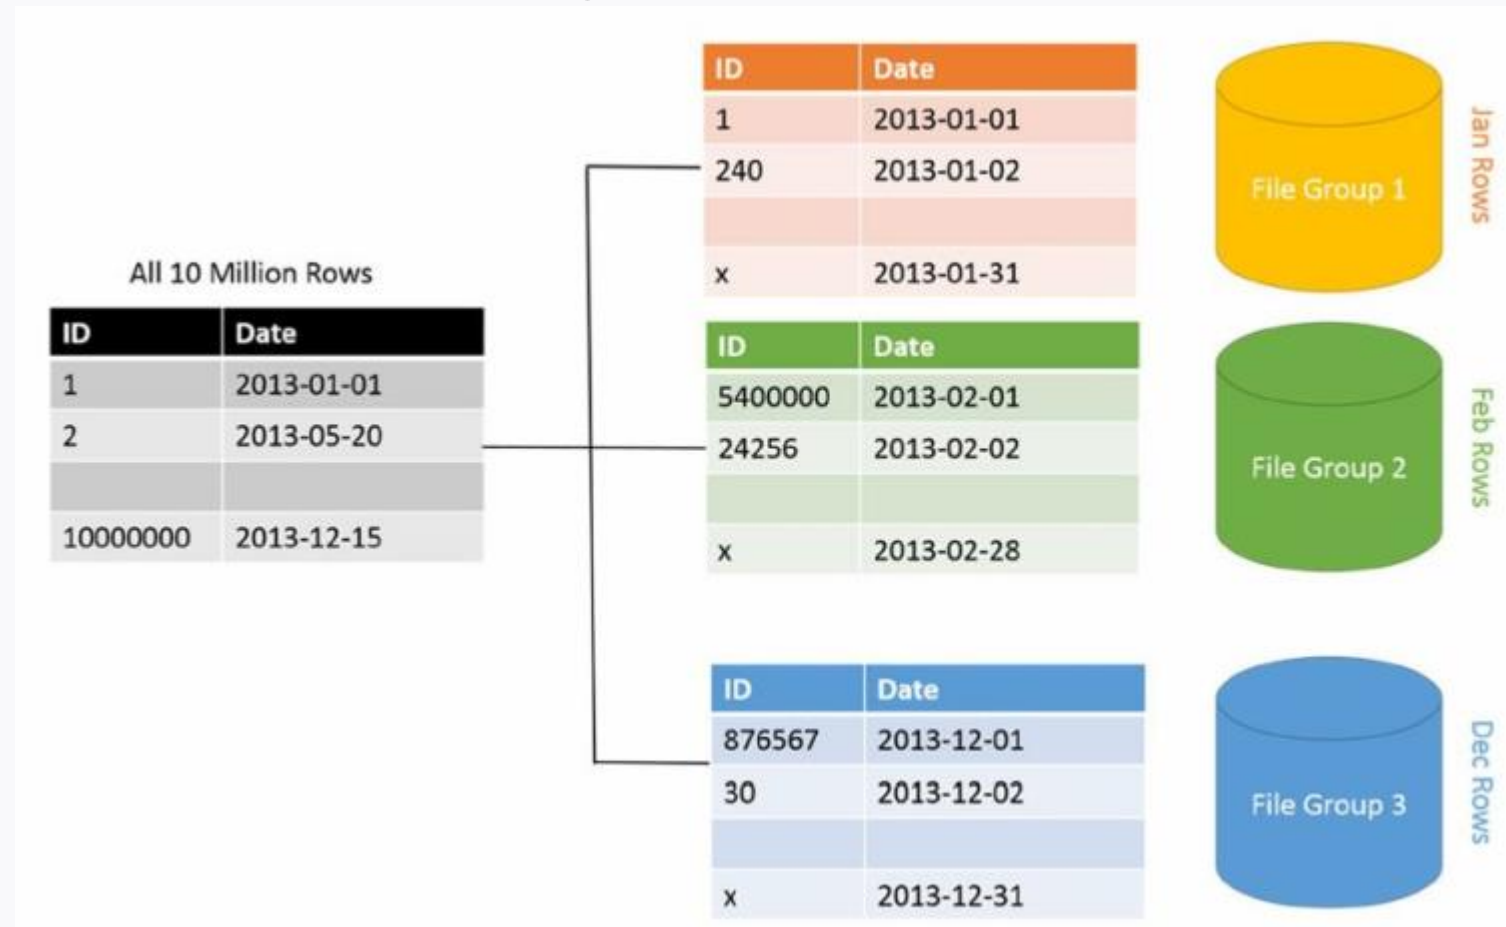 All 10 Million Rows
ID Date
1 2013-01-01
2 2013-05-20
10000000 2013-12-15
ID Date
1 2013-01-01
240 2013-01-02
x 2013-01-31
File Group 1
Jan Rows
ID Date
5400000 2013-02-01
24256 2013-02-02
x 2013-02-28
File Group 2
Feb Rows
ID Date
876567 2013-12-01
30 2013-12-02
x 2013-12-31
File Group 3
Dec Rows